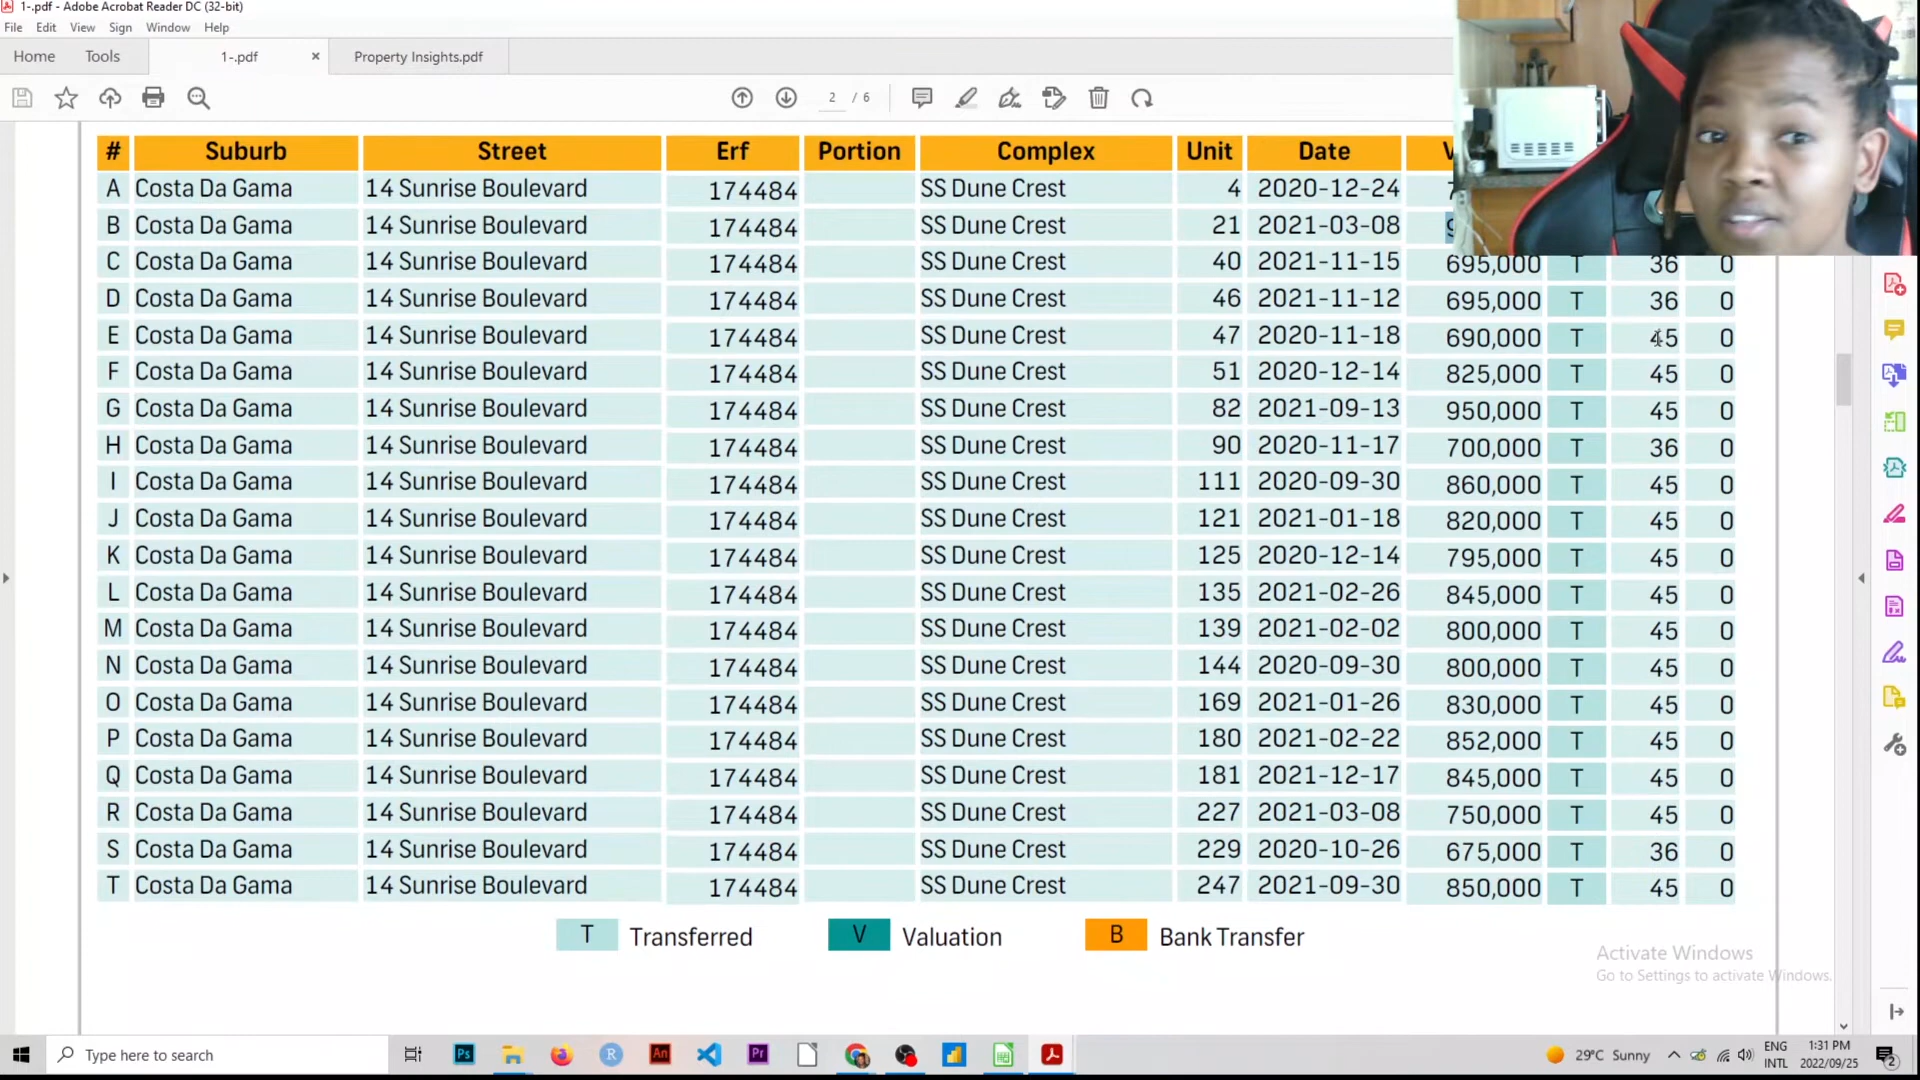 1-.pdf - Adobe Acrobat Reader DC (32-bit)
File Edit View Sign Window Help
Home Tools 1-.pdf × Property Insights.pdf
2 / 6
# Suburb Street Erf Portion Complex Unit Date
A Costa Da Gama 14 Sunrise Boulevard 174484 SS Dune Crest 4 2020-12-24
B Costa Da Gama 14 Sunrise Boulevard 174484 SS Dune Crest 21 2021-03-08
C Costa Da Gama 14 Sunrise Boulevard 174484 SS Dune Crest 40 2021-11-15 695,000 T 36 0
D Costa Da Gama 14 Sunrise Boulevard 174484 SS Dune Crest 46 2021-11-12 695,000 T 36 0
E Costa Da Gama 14 Sunrise Boulevard 174484 SS Dune Crest 47 2020-11-18 690,000 T 45 0
F Costa Da Gama 14 Sunrise Boulevard 174484 SS Dune Crest 51 2020-12-14 825,000 T 45 0
G Costa Da Gama 14 Sunrise Boulevard 174484 SS Dune Crest 82 2021-09-13 950,000 T 45 0
H Costa Da Gama 14 Sunrise Boulevard 174484 SS Dune Crest 90 2020-11-17 700,000 T 36 0
I Costa Da Gama 14 Sunrise Boulevard 174484 SS Dune Crest 111 2020-09-30 860,000 T 45 0
J Costa Da Gama 14 Sunrise Boulevard 174484 SS Dune Crest 121 2021-01-18 820,000 T 45 0
K Costa Da Gama 14 Sunrise Boulevard 174484 SS Dune Crest 125 2020-12-14 795,000 T 45 0
L Costa Da Gama 14 Sunrise Boulevard 174484 SS Dune Crest 135 2021-02-26 845,000 T 45 0
M Costa Da Gama 14 Sunrise Boulevard 174484 SS Dune Crest 139 2021-02-02 800,000 T 45 0
N Costa Da Gama 14 Sunrise Boulevard 174484 SS Dune Crest 144 2020-09-30 800,000 T 45 0
O Costa Da Gama 14 Sunrise Boulevard 174484 SS Dune Crest 169 2021-01-26 830,000 T 45 0
P Costa Da Gama 14 Sunrise Boulevard 174484 SS Dune Crest 180 2021-02-22 852,000 T 45 0
Q Costa Da Gama 14 Sunrise Boulevard 174484 SS Dune Crest 181 2021-12-17 845,000 T 45 0
R Costa Da Gama 14 Sunrise Boulevard 174484 SS Dune Crest 227 2021-03-08 750,000 T 45 0
S Costa Da Gama 14 Sunrise Boulevard 174484 SS Dune Crest 229 2020-10-26 675,000 T 36 0
T Costa Da Gama 14 Sunrise Boulevard 174484 SS Dune Crest 247 2021-09-30 850,000 T 45 0
T Transferred V Valuation B Bank Transfer
Activate Windows
Go to Settings to activate Windows.
Type here to search Ps R An Pr 29°C Sunny ENG INTL 1:31 PM 2022/09/25 2